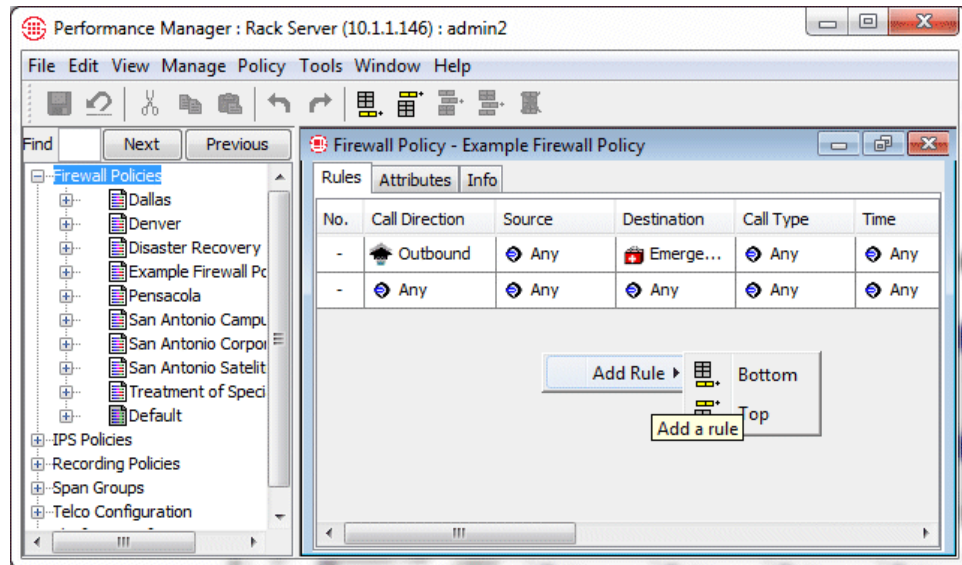 Performance Manager : Rack Server (10.1.1.146) : admin2
File Edit View Manage Policy Tools Window Help
Find Next Previous
Firewall Policies
Dallas
Denver
Disaster Recovery
Example Firewall Pc
Pensacola
San Antonio Campu
San Antonio Corpor
San Antonio Satelit
Treatment of Speci
Default
IPS Policies
Recording Policies
Span Groups
Telco Configuration
Firewall Policy - Example Firewall Policy
Rules Attributes Info
No. Call Direction Source Destination Call Type Time
- Outbound Any Emerge... Any Any
- Any Any Any Any Any
Add Rule Bottom
Top
Add a rule